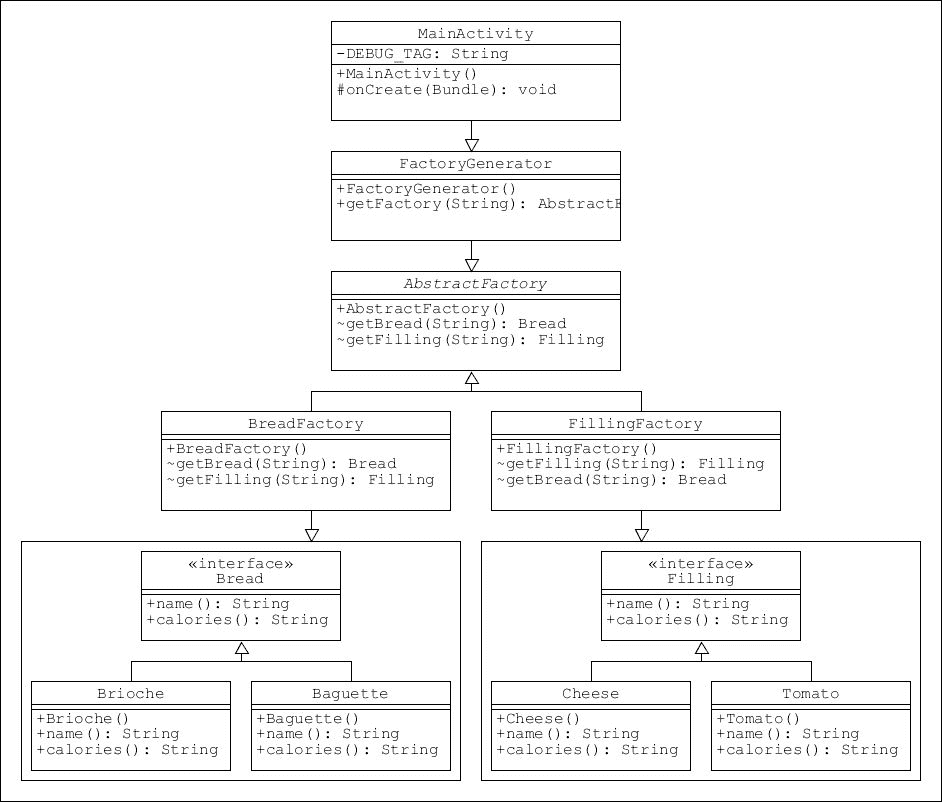 MainActivity
-DEBUG_TAG: String
+MainActivity()
#onCreate(Bundle): void
FactoryGenerator
+FactoryGenerator()
+getFactory(String): Abstract
AbstractFactory
+AbstractFactory()
~getBread(String): Bread
~getFilling(String): Filling
BreadFactory
+BreadFactory()
~getBread(String): Bread
~getFilling(String): Filling
FillingFactory
+FillingFactory()
~getFilling(String): Filling
~getBread(String): Bread
«interface»
Bread
+name(): String
+calories(): String
«interface»
Filling
+name(): String
+calories(): String
Brioche
+Brioche()
+name(): String
+calories(): String
Baguette
+Baguette()
+name(): String
+calories(): String
Cheese
+Cheese()
+name(): String
+calories(): String
Tomato
+Tomato()
+name(): String
+calories(): String